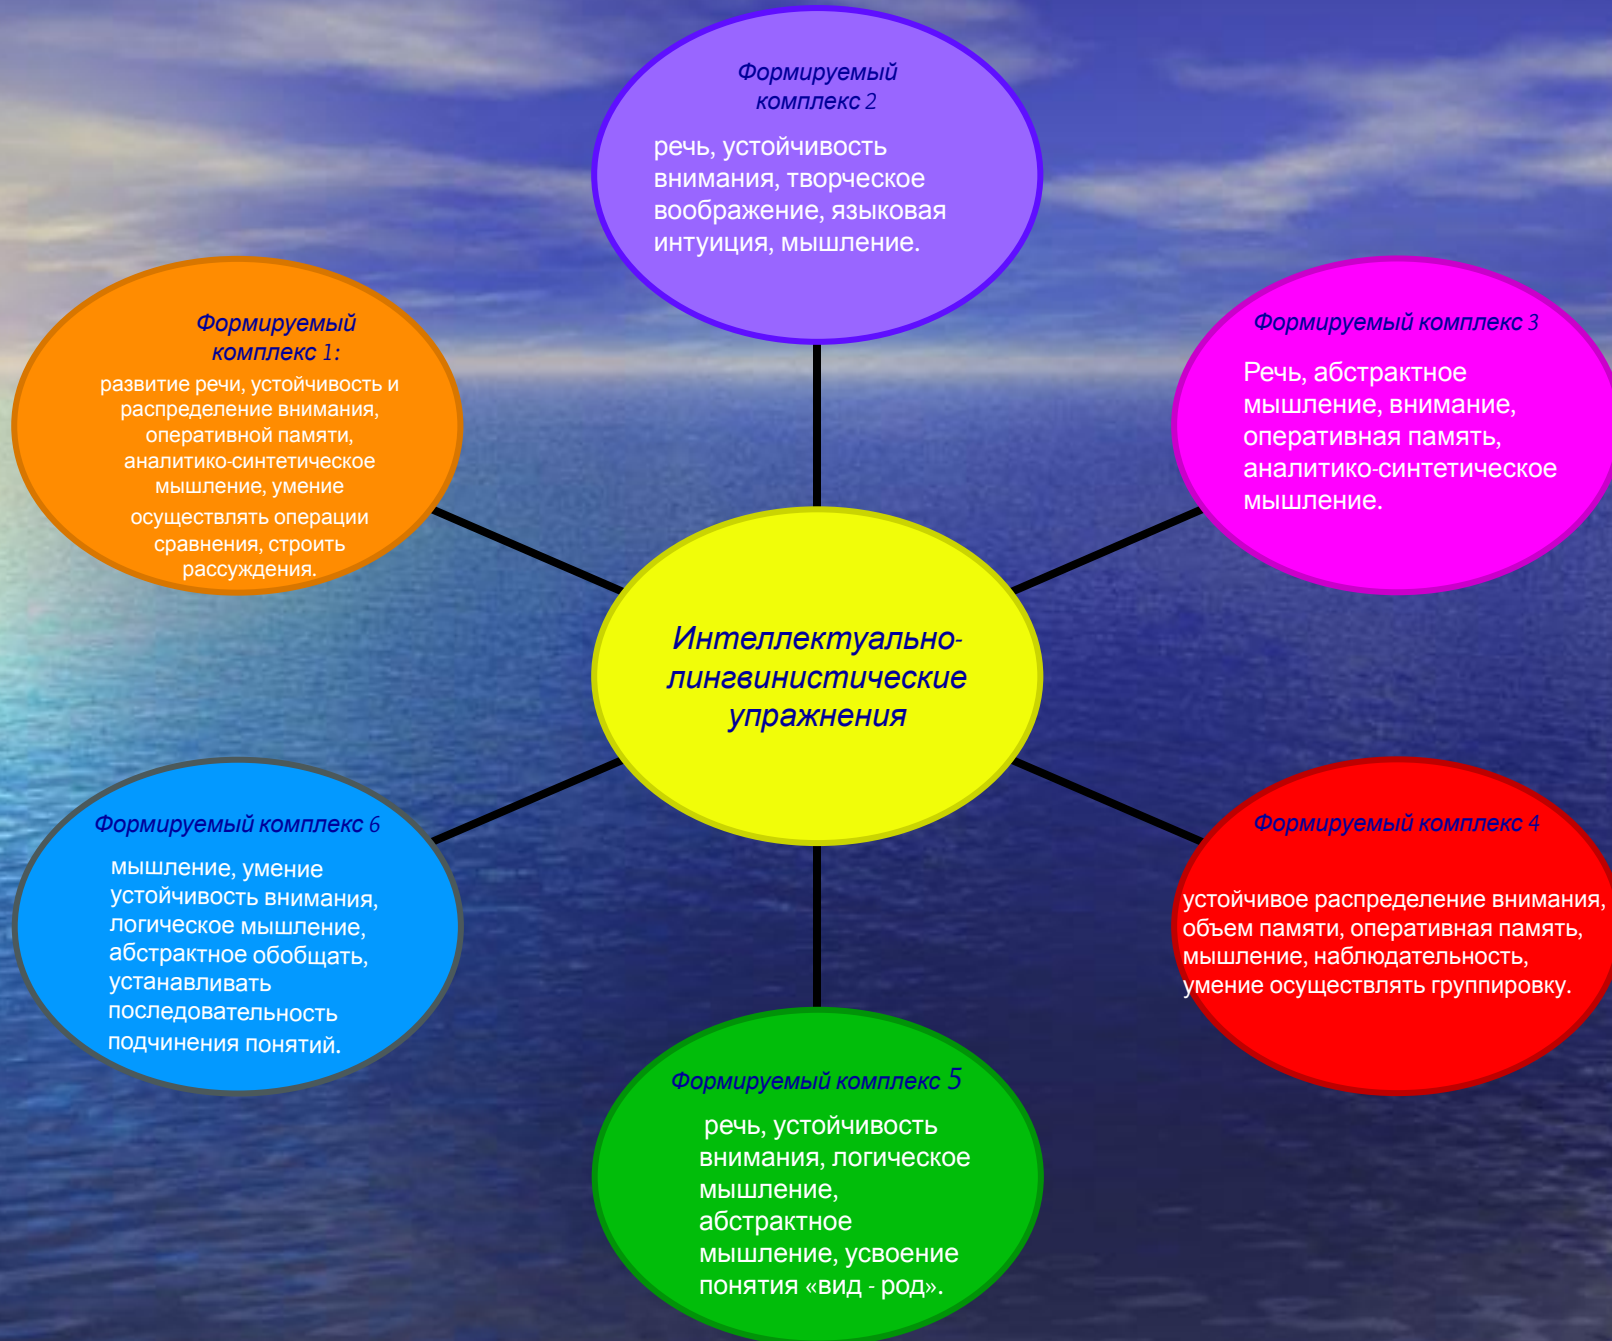 Формируемый
комплекс 2
речь, устойчивость
внимания, творческое
воображение, языковая
интуиция, мышление.
Формируемый
комплекс 1:
развитие речи, устойчивость и
распределение внимания,
оперативной памяти,
аналитико-синтетическое
мышление, умение
осуществлять операции
сравнения, строить
рассуждения.
Формируемый комплекс 3
Речь, абстрактное
мышление, внимание,
оперативная память,
аналитико-синтетическое
мышление.
Интеллектуально-
лингвинистические
упражнения
Формируемый комплекс 6
мышление, умение
устойчивость внимания,
логическое мышление,
абстрактное обобщать,
устанавливать
последовательность
подчинения понятий.
Формируемый комплекс 4
устойчивое распределение внимания,
объем памяти, оперативная память,
мышление, наблюдательность,
умение осуществлять группировку.
Формируемый комплекс 5
речь, устойчивость
внимания, логическое
мышление,
абстрактное
мышление, усвоение
понятия «вид - род».